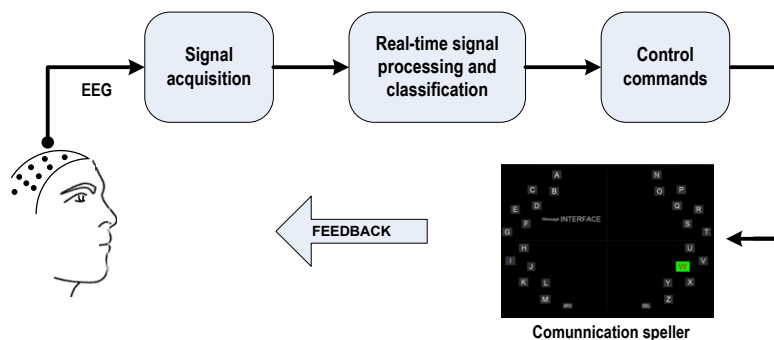 Signal
acquisition
Real-time signal
processing and
classification
Control
commands
EEG
FEEDBACK
A
N
C
B
O
P
E
D
Q
R
F
Message INTERFACE
S
G
T
H
U
I
J
W
V
K
L
Y
X
M
Z
Comunnication speller